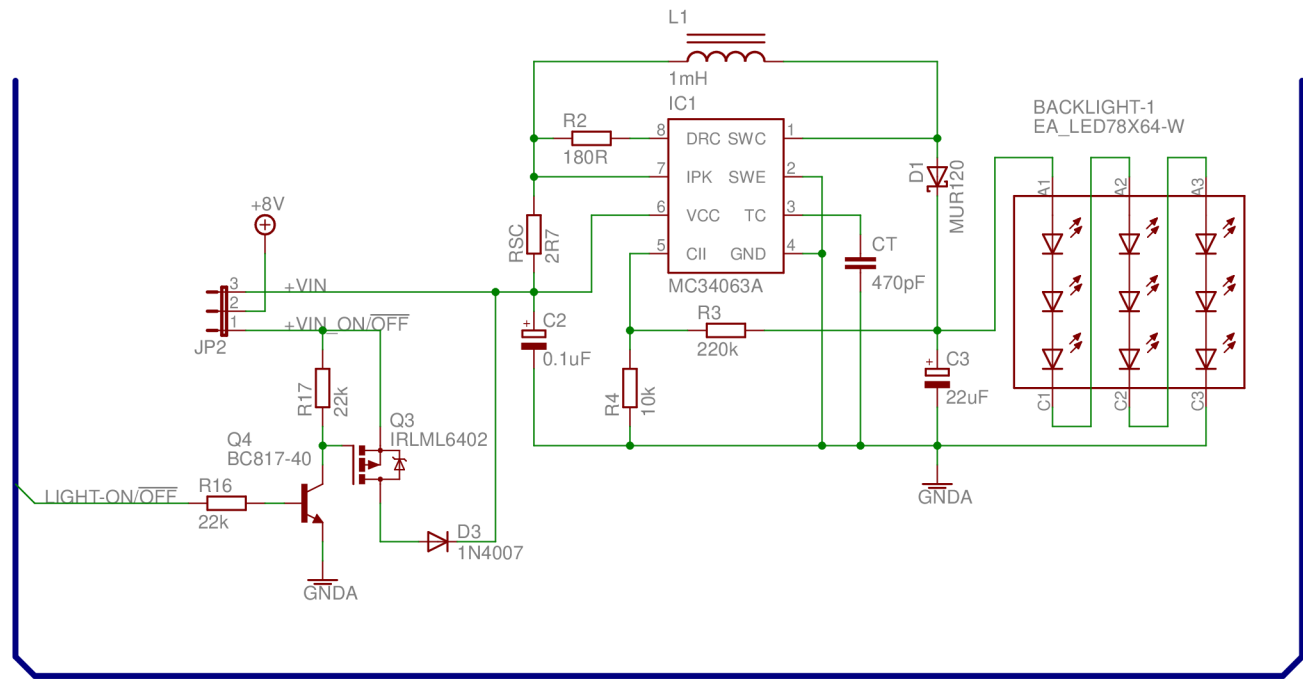 L1
1mH
IC1
R2
180R
8
DRC SWC
1
7
IPK SWE
2
6
VCC TC
3
5
CII GND
4
MC34063A
BACKLIGHT-1
EA_LED78X64-W
A1
A2
A3
D1
MUR120
+8V
RSC
2R7
CT
470pF
3
+VIN
2
1
+VIN_ON/OFF
JP2
C2
+
0.1uF
R3
220k
C3
+
22uF
R17
22k
R4
10k
C1
C2
C3
Q3
IRLML6402
Q4
BC817-40
LIGHT-ON/OFF
R16
22k
GNDA
D3
1N4007
GNDA